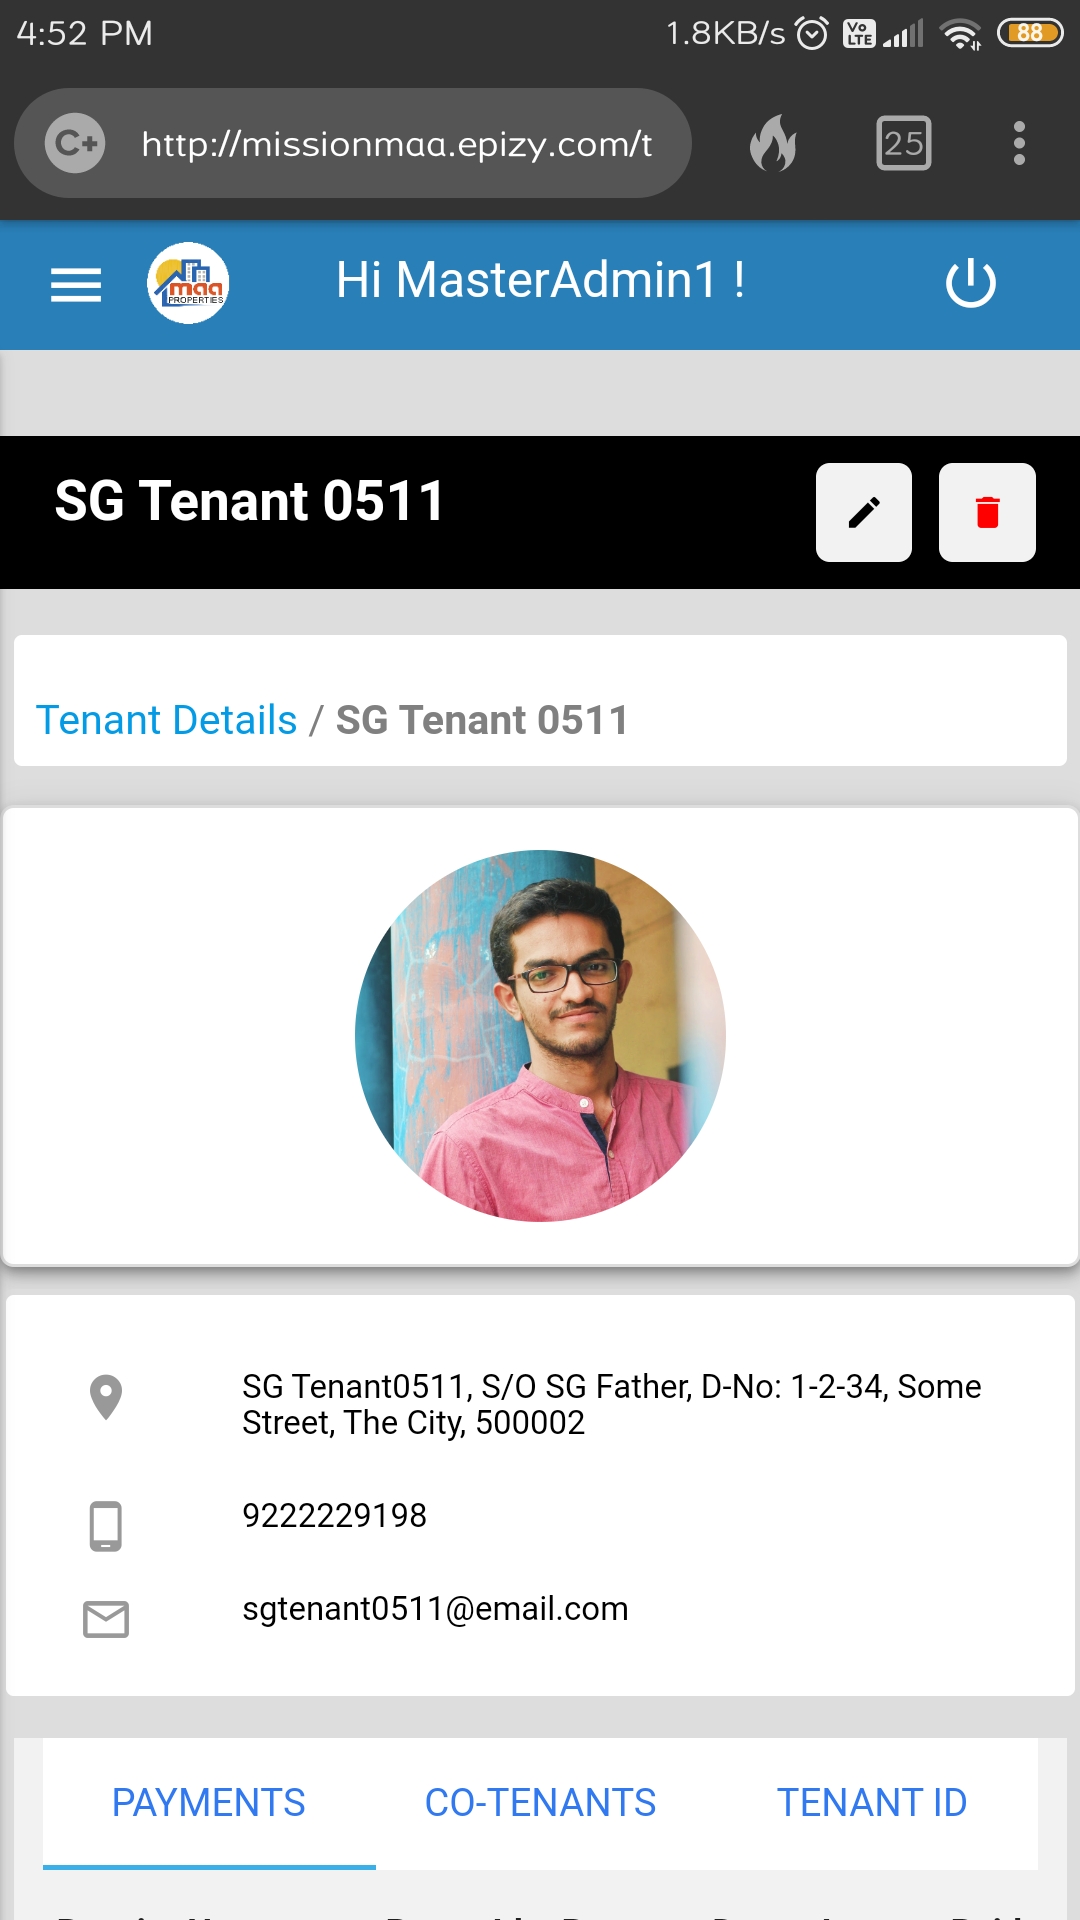 4:52 PM
1.8KB/s
Vo
LTE
88
C+
http://missionmaa.epizy.com/t
25
maa
PROPERTIES
Hi MasterAdmin1 !
SG Tenant 0511
Tenant Details / SG Tenant 0511
SG Tenant0511, S/O SG Father, D-No: 1-2-34, Some
Street, The City, 500002
9222229198
sgtenant0511@email.com
PAYMENTS
CO-TENANTS
TENANT ID